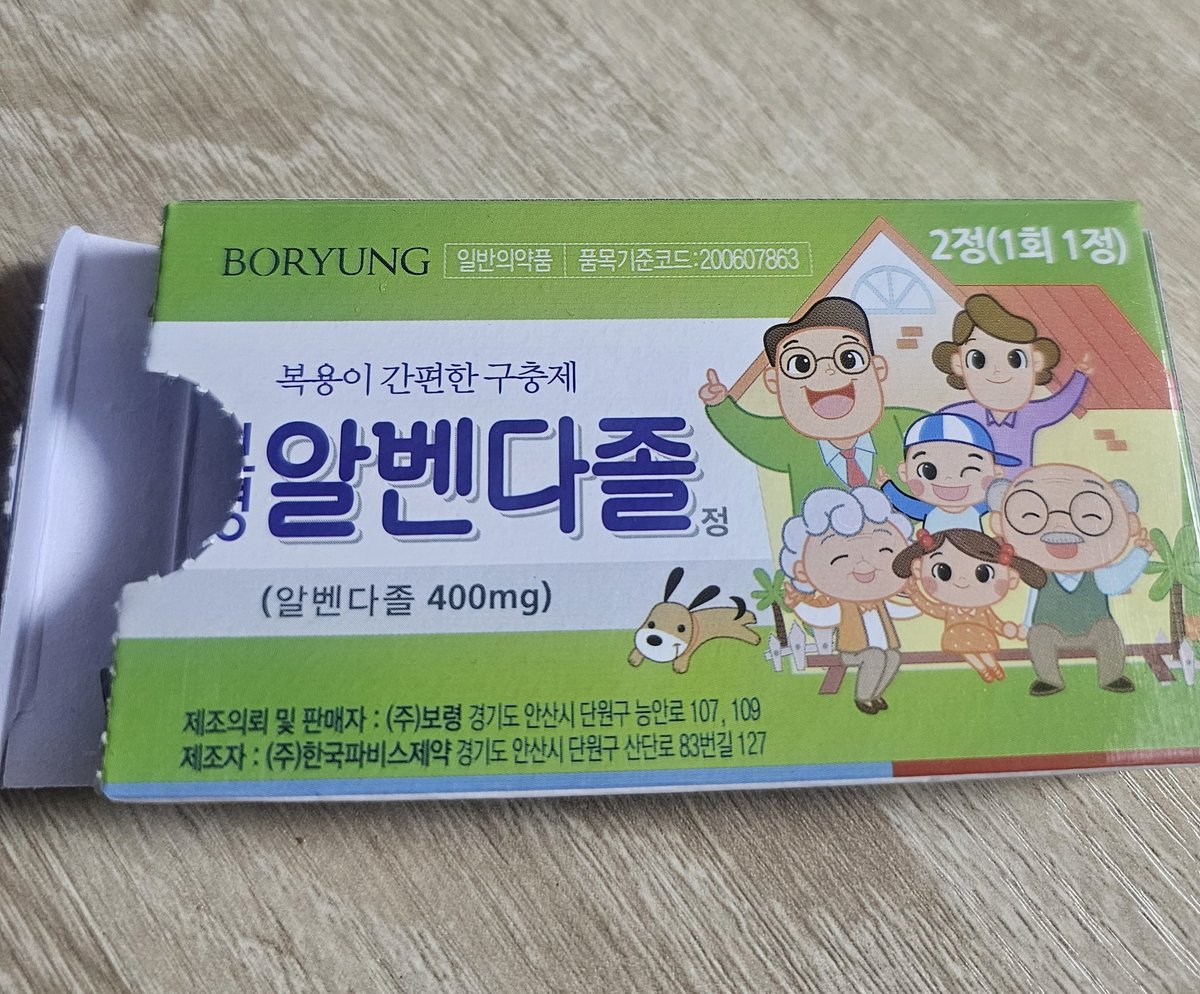 BORYUNG 일반의약품 품목기준코드:200607863 2정(1회 1정)
복용이 간편한 구충제
알벤다졸 정
(알벤다졸 400mg)
제조의뢰 및 판매자 : (주)보령 경기도 안산시 단원구 능안로 107, 109
제조자 : (주)한국파비스제약 경기도 안산시 단원구 산단로 83번길 127